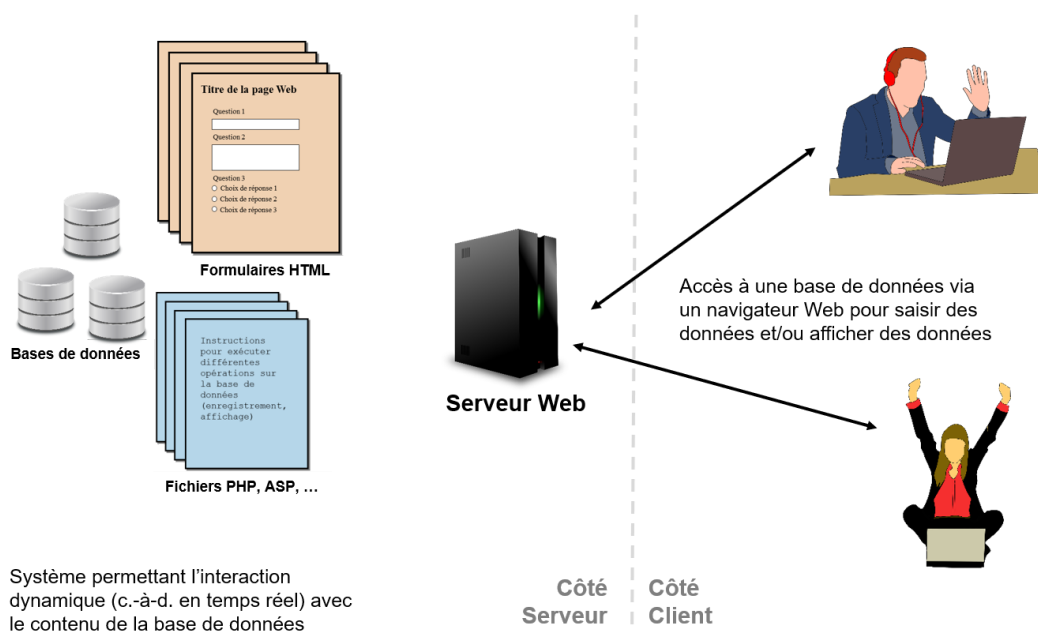 Titre de la page Web
Question 1
Question 2
Question 3
Choix de réponse 1
Choix de réponse 2
Choix de réponse 3
Formulaires HTML
Bases de données
Instructions
pour exécuter
différentes
opérations sur
la base de
données
(enregistrement,
affichage)
Fichiers PHP, ASP, …
Système permettant l’interaction
dynamique (c.-à-d. en temps réel) avec
le contenu de la base de données
Serveur Web
Côté
Serveur
Côté
Client
Accès à une base de données via
un navigateur Web pour saisir des
données et/ou afficher des données